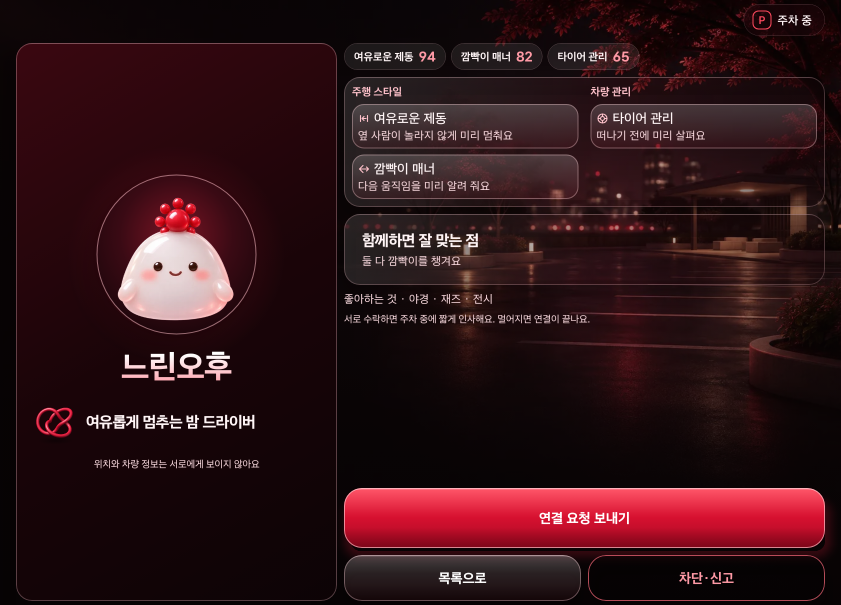 P 주차 중
느린오후
여유롭게 멈추는 밤 드라이버
위치와 차량 정보는 서로에게 보이지 않아요
여유로운 제동 94 깜빡이 매너 82 타이어 관리 65
주행 스타일
여유로운 제동
옆 사람이 놀라지 않게 미리 멈춰요
깜빡이 매너
다음 움직임을 미리 알려 줘요
차량 관리
타이어 관리
떠나기 전에 미리 살펴요
함께하면 잘 맞는 점
둘 다 깜빡이를 챙겨요
좋아하는 것 · 야경 · 재즈 · 전시
서로 수락하면 주차 중에 짧게 인사해요. 멀어지면 연결이 끝나요.
연결 요청 보내기
목록으로
차단·신고